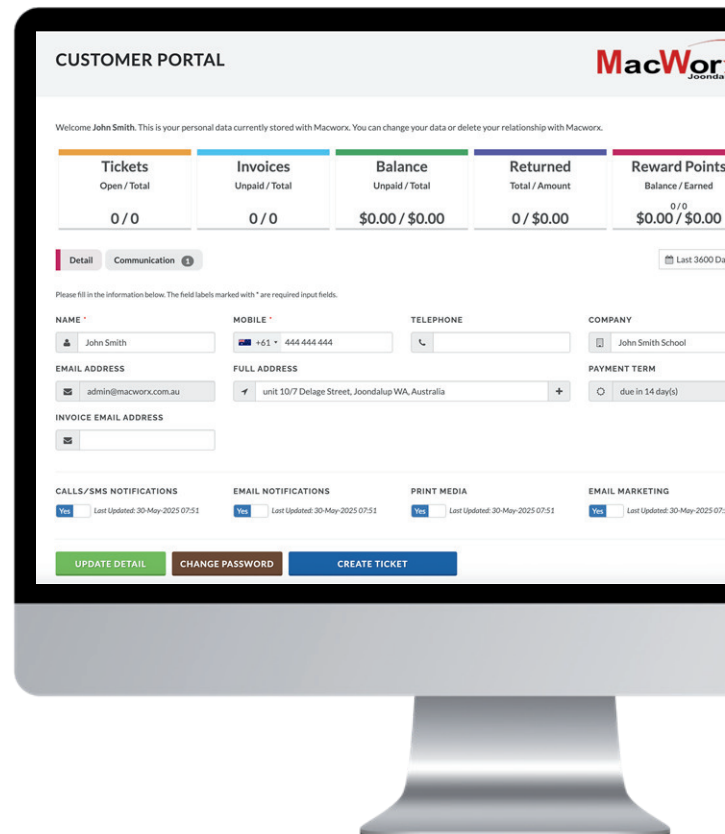 CUSTOMER PORTAL
MacWor
Joonda
Welcome John Smith. This is your personal data currently stored with Macworx. You can change your data or delete your relationship with Macworx.
Tickets
Open / Total
0 / 0
Invoices
Unpaid / Total
0 / 0
Balance
Unpaid / Total
$0.00 / $0.00
Returned
Total / Amount
0 / $0.00
Reward Points
Balance / Earned
0 / 0
$0.00 / $0.00
Detail Communication 1
Last 3600 Da
Please fill in the information below. The field labels marked with * are required input fields.
NAME *
John Smith
MOBILE *
+61 444 444 444
TELEPHONE
COMPANY
John Smith School
EMAIL ADDRESS
admin@macworx.com.au
FULL ADDRESS
unit 10/7 Delage Street, Joondalup WA, Australia
+
PAYMENT TERM
due in 14 day(s)
INVOICE EMAIL ADDRESS
CALLS/SMS NOTIFICATIONS
Yes Last Updated: 30-May-2025 07:51
EMAIL NOTIFICATIONS
Yes Last Updated: 30-May-2025 07:51
PRINT MEDIA
Yes Last Updated: 30-May-2025 07:51
EMAIL MARKETING
Yes Last Updated: 30-May-2025 07:
UPDATE DETAIL
CHANGE PASSWORD
CREATE TICKET